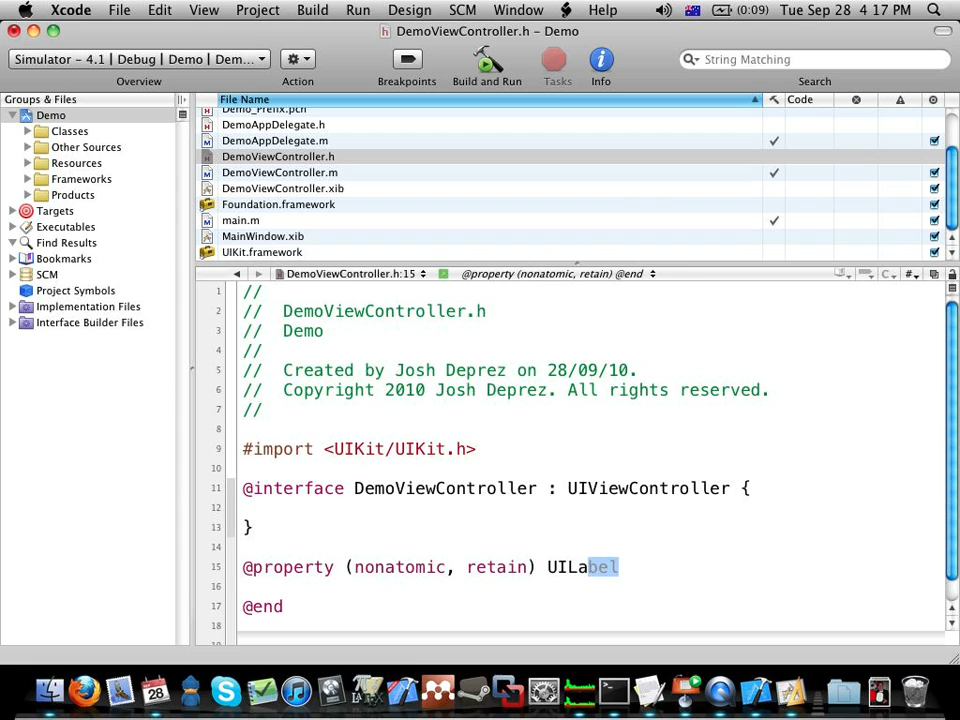 Xcode File Edit View Project Build Run Design SCM Window Help (0:09) Tue Sep 28 4:17 PM
DemoViewController.h - Demo
Simulator - 4.1 | Debug | Demo | Dem... String Matching
Overview Action Breakpoints Build and Run Tasks Info Search
Groups & Files
Demo
Classes
Other Sources
Resources
Frameworks
Products
Targets
Executables
Find Results
Bookmarks
SCM
Project Symbols
Implementation Files
Interface Builder Files
File Name Code
Demo_Prefix.pch
DemoAppDelegate.h
DemoAppDelegate.m
DemoViewController.h
DemoViewController.m
DemoViewController.xib
Foundation.framework
main.m
MainWindow.xib
UIKit.framework
DemoViewController.h:15 @property (nonatomic, retain) @end C #
1 //
2 // DemoViewController.h
3 // Demo
4 //
5 // Created by Josh Deprez on 28/09/10.
6 // Copyright 2010 Josh Deprez. All rights reserved.
7 //
8
9 #import <UIKit/UIKit.h>
10
11 @interface DemoViewController : UIViewController {
12
13 }
14
15 @property (nonatomic, retain) UILabel
16
17 @end
18